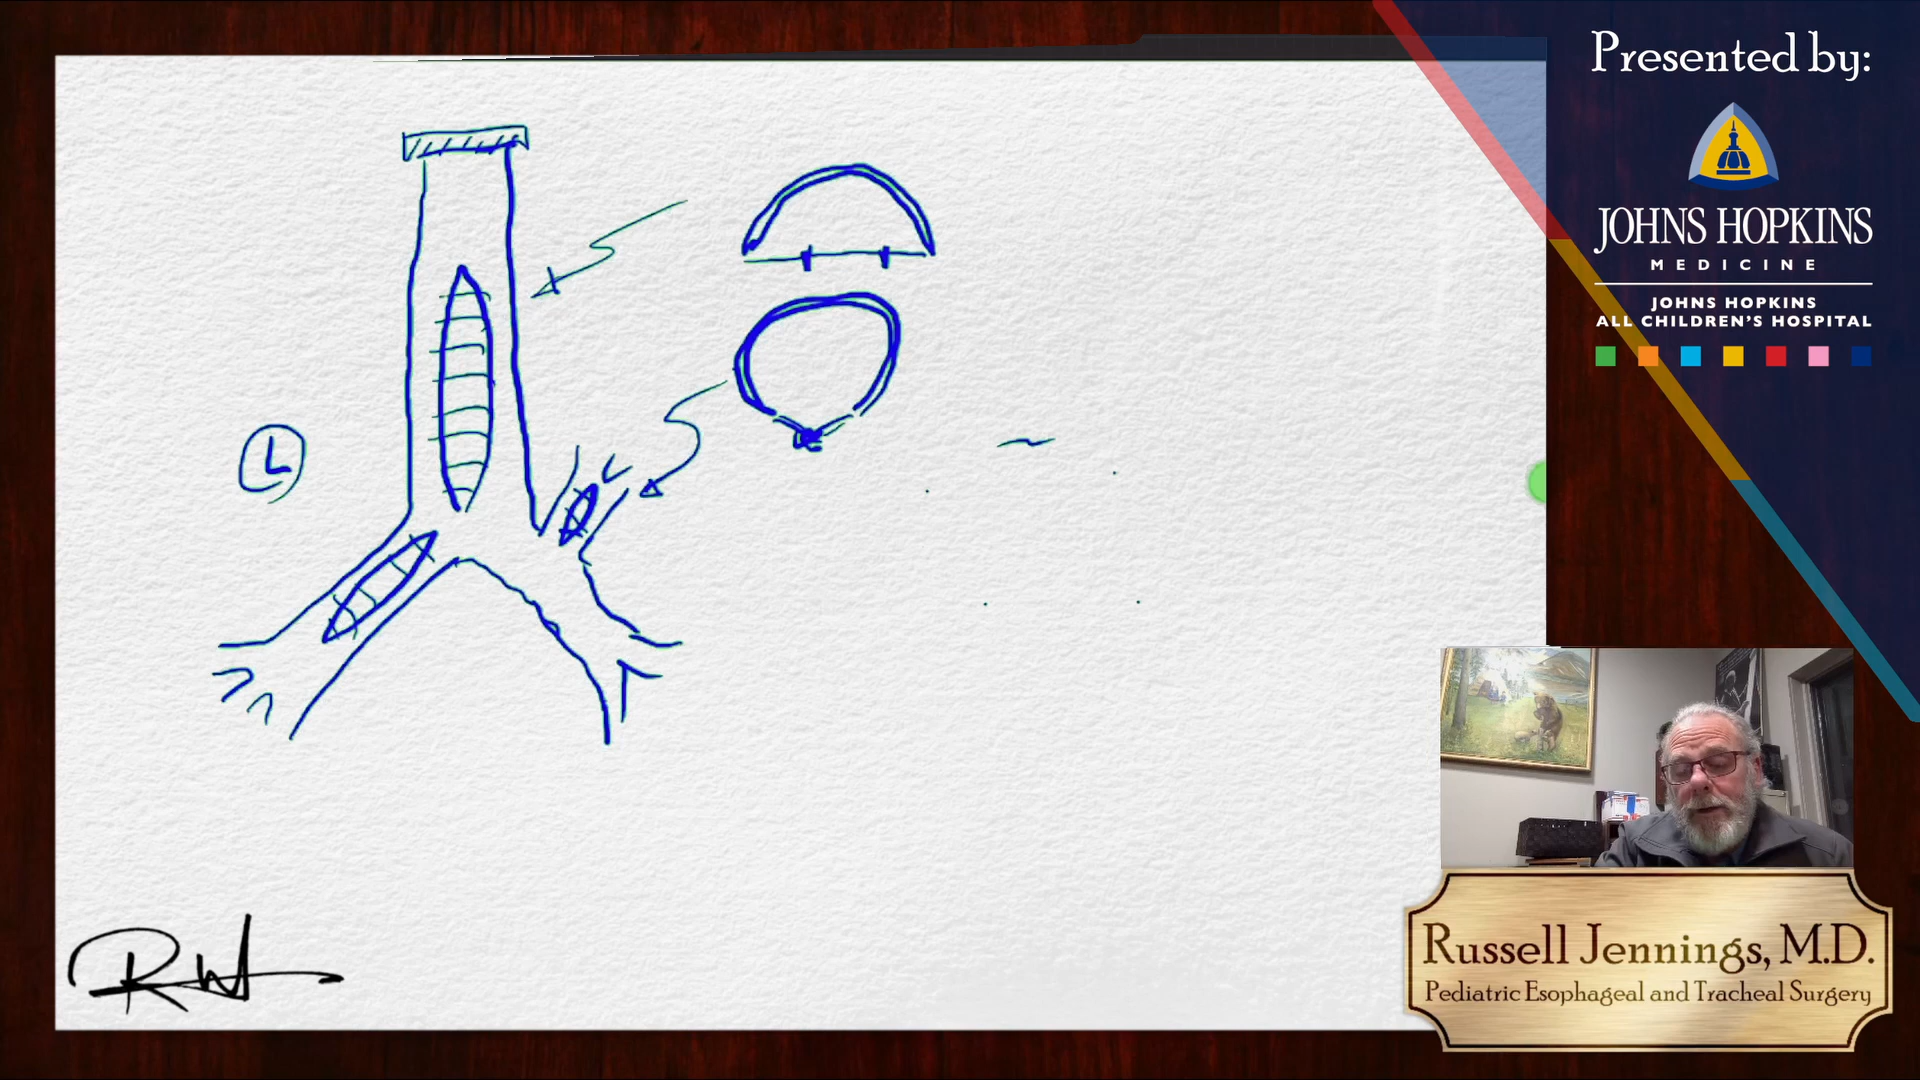 Presented by:
JOHNS HOPKINS
MEDICINE
JOHNS HOPKINS
ALL CHILDREN'S HOSPITAL
L
Russell Jennings, M.D.
Pediatric Esophageal and Tracheal Surgery